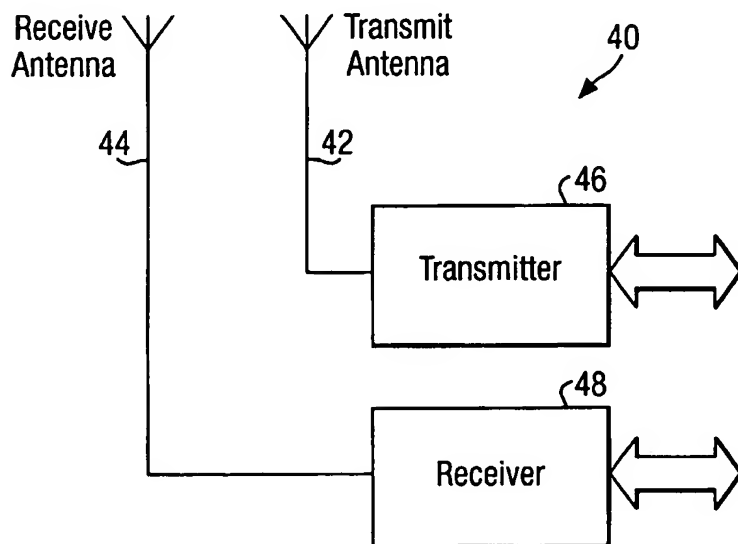 Receive
Antenna
Transmit
Antenna
40
44
42
46
Transmitter
48
Receiver